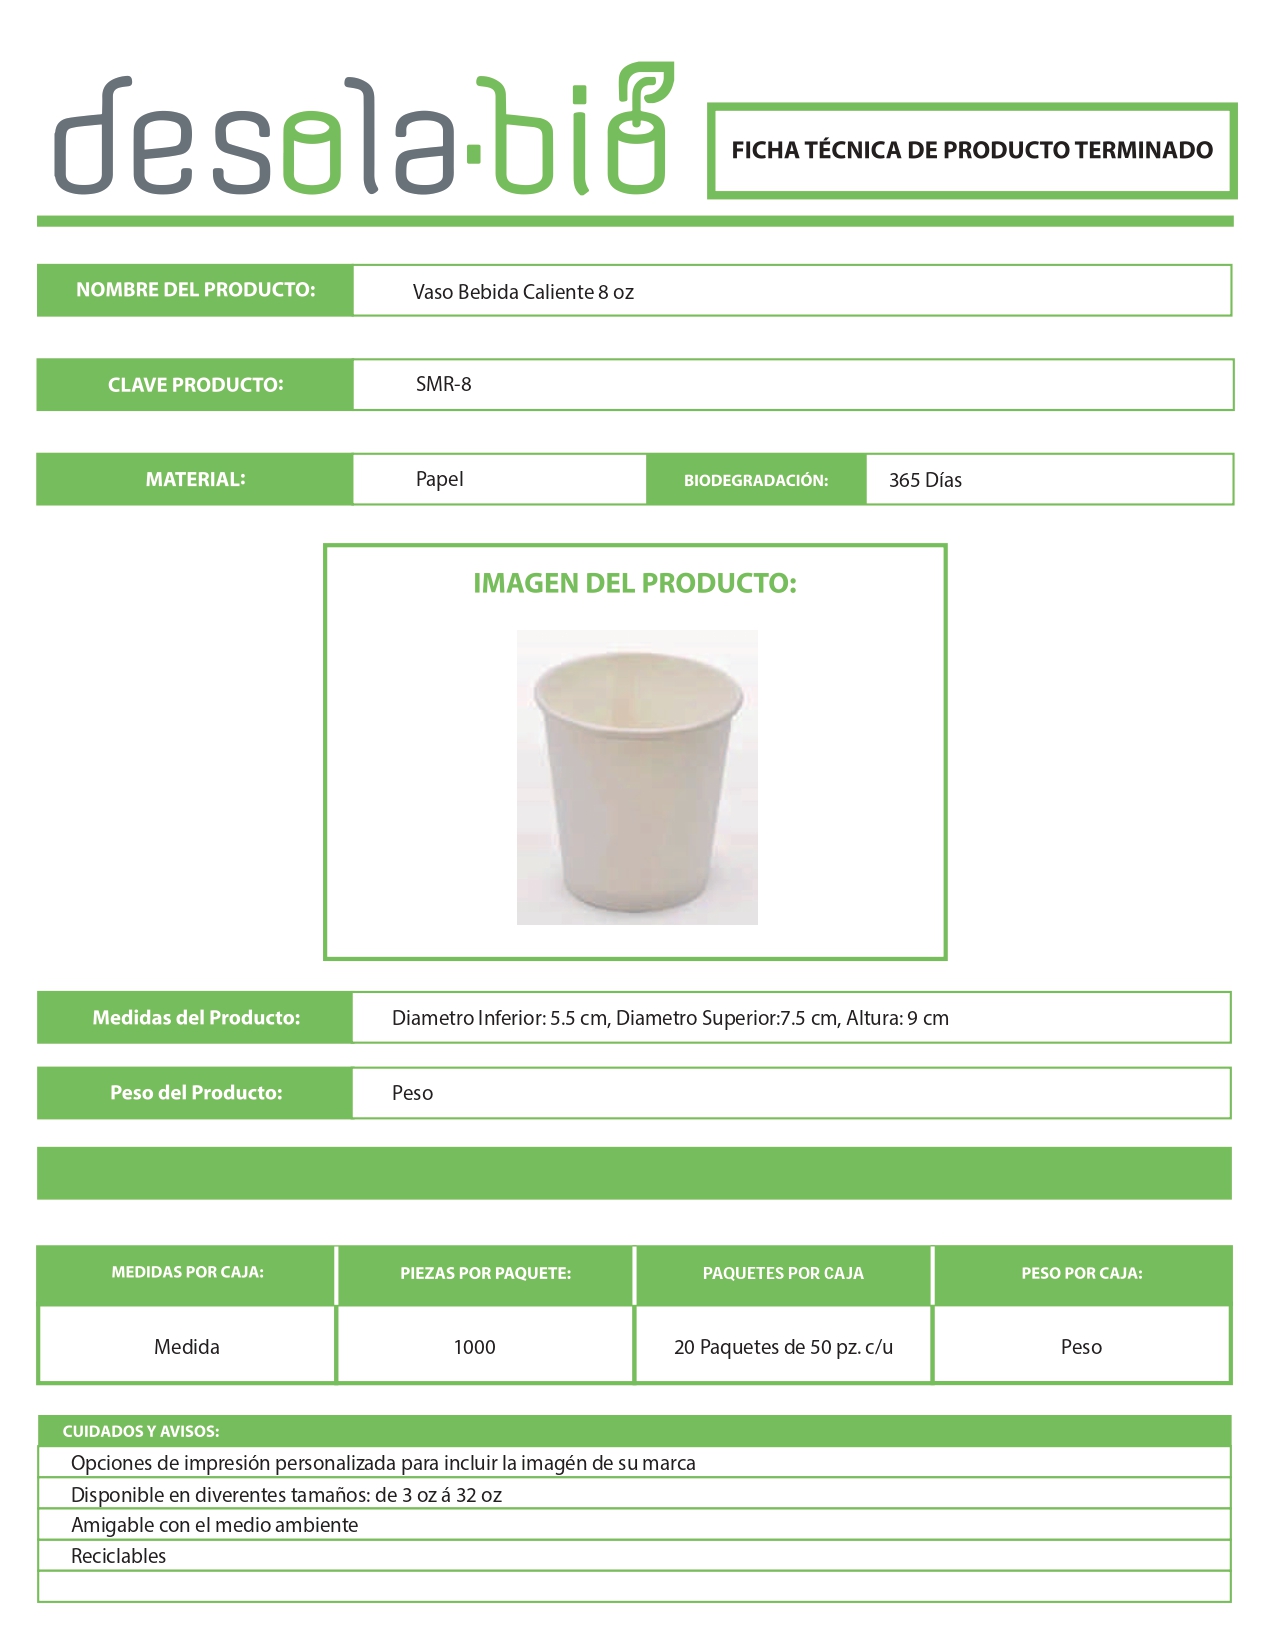 desola.bio
FICHA TÉCNICA DE PRODUCTO TERMINADO
NOMBRE DEL PRODUCTO: Vaso Bebida Caliente 8 oz
CLAVE PRODUCTO: SMR-8
MATERIAL: Papel BIODEGRADACIÓN: 365 Días
IMAGEN DEL PRODUCTO:
Medidas del Producto: Diametro Inferior: 5.5 cm, Diametro Superior:7.5 cm, Altura: 9 cm
Peso del Producto: Peso
MEDIDAS POR CAJA: PIEZAS POR PAQUETE: PAQUETES POR CAJA PESO POR CAJA:
Medida 1000 20 Paquetes de 50 pz. c/u Peso
CUIDADOS Y AVISOS:
Opciones de impresión personalizada para incluir la imagén de su marca
Disponible en diverentes tamaños: de 3 oz á 32 oz
Amigable con el medio ambiente
Reciclables